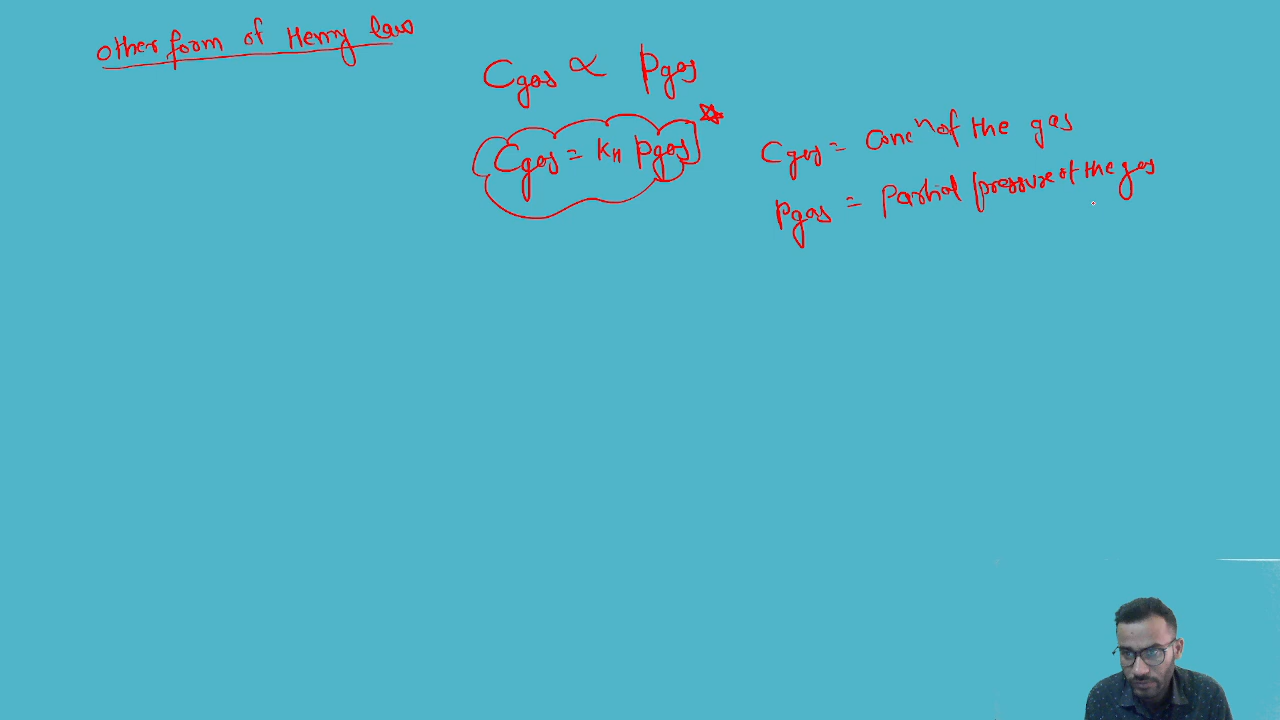 other form of Henry law
Cgas ∝ Pgas
Cgas = KH Pgas
Cgas = concⁿ of the gas
Pgas = Partial pressure of the gas